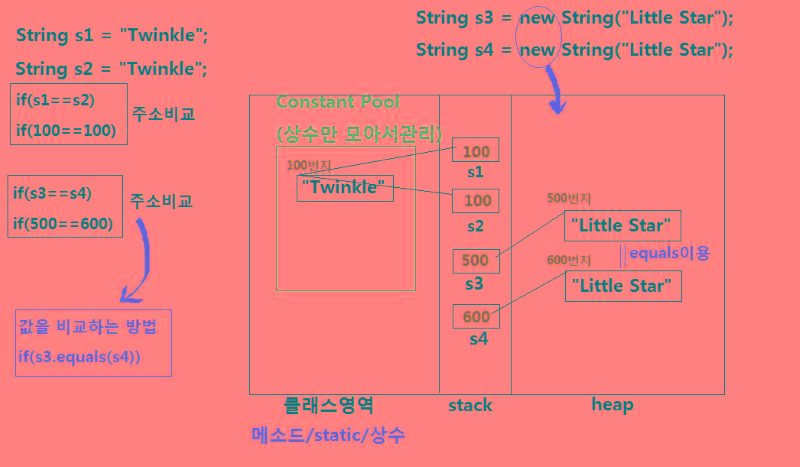 String s1 = "Twinkle";
String s2 = "Twinkle";
if(s1==s2)
if(100==100)
주소비교
if(s3==s4)
if(500==600)
주소비교
값을 비교하는 방법
if(s3.equals(s4))
String s3 = new String("Little Star");
String s4 = new String("Little Star");
Constant Pool
(상수만 모아서관리)
100번지
"Twinkle"
100
s1
100
s2
500
s3
600
s4
500번지
"Little Star"
equals이용
600번지
"Little Star"
클래스영역
stack
heap
메소드/static/상수